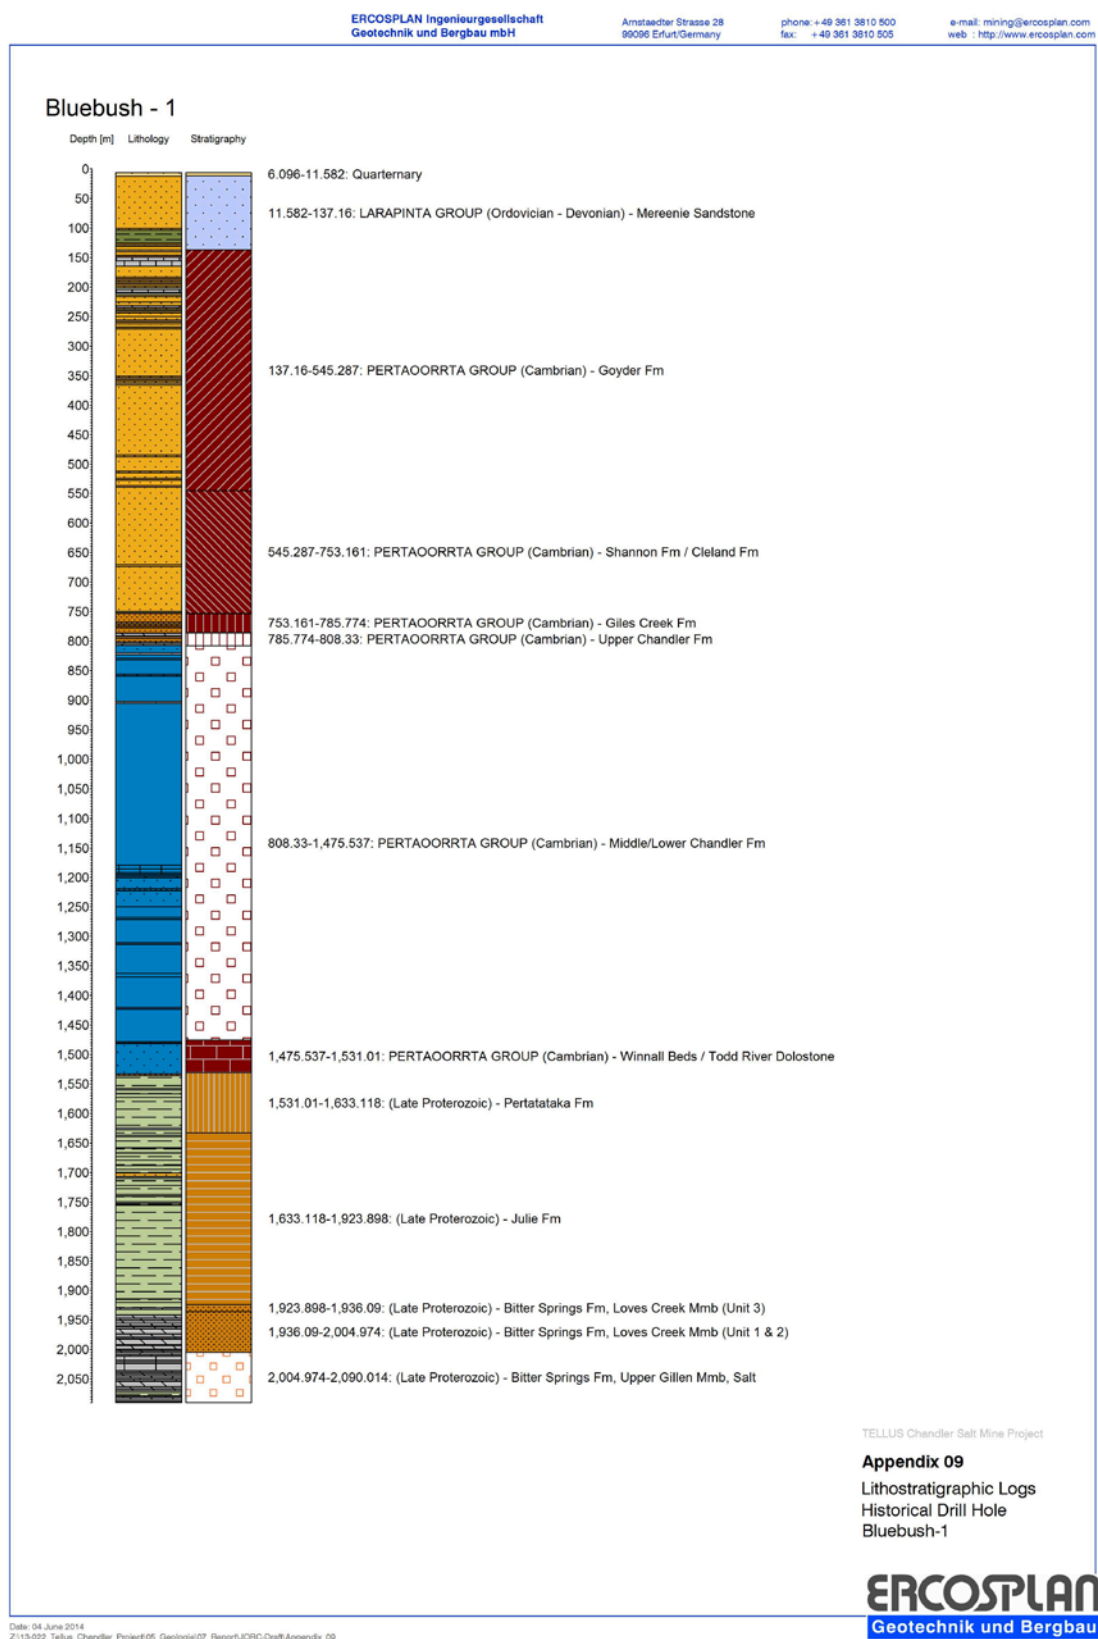 ERCOSPLAN Ingenieurgesellschaft
Geotechnik und Bergbau mbH
Arnstaedter Strasse 28
99096 Erfurt/Germany
phone: +49 361 3810 500
fax: +49 361 3810 505
e-mail: mining@ercosplan.com
web : http://www.ercosplan.com
Bluebush - 1
Depth [m] Lithology Stratigraphy
0
50
100
150
200
250
300
350
400
450
500
550
600
650
700
750
800
850
900
950
1,000
1,050
1,100
1,150
1,200
1,250
1,300
1,350
1,400
1,450
1,500
1,550
1,600
1,650
1,700
1,750
1,800
1,850
1,900
1,950
2,000
2,050
6.096-11.582: Quarternary
11.582-137.16: LARAPINTA GROUP (Ordovician - Devonian) - Mereenie Sandstone
137.16-545.287: PERTAOORRTA GROUP (Cambrian) - Goyder Fm
545.287-753.161: PERTAOORRTA GROUP (Cambrian) - Shannon Fm / Cleland Fm
753.161-785.774: PERTAOORRTA GROUP (Cambrian) - Giles Creek Fm
785.774-808.33: PERTAOORRTA GROUP (Cambrian) - Upper Chandler Fm
808.33-1,475.537: PERTAOORRTA GROUP (Cambrian) - Middle/Lower Chandler Fm
1,475.537-1,531.01: PERTAOORRTA GROUP (Cambrian) - Winnall Beds / Todd River Dolostone
1,531.01-1,633.118: (Late Proterozoic) - Pertatataka Fm
1,633.118-1,923.898: (Late Proterozoic) - Julie Fm
1,923.898-1,936.09: (Late Proterozoic) - Bitter Springs Fm, Loves Creek Mmb (Unit 3)
1,936.09-2,004.974: (Late Proterozoic) - Bitter Springs Fm, Loves Creek Mmb (Unit 1 & 2)
2,004.974-2,090.014: (Late Proterozoic) - Bitter Springs Fm, Upper Gillen Mmb, Salt
TELLUS Chandler Salt Mine Project
Appendix 09
Lithostratigraphic Logs
Historical Drill Hole
Bluebush-1
ERCOSPLAN
Geotechnik und Bergbau
Date: 04 June 2014
Z:\13-022_Tellus_Chandler_Project\05_Geologie\07_Report\JORC-Draft\Appendix_09